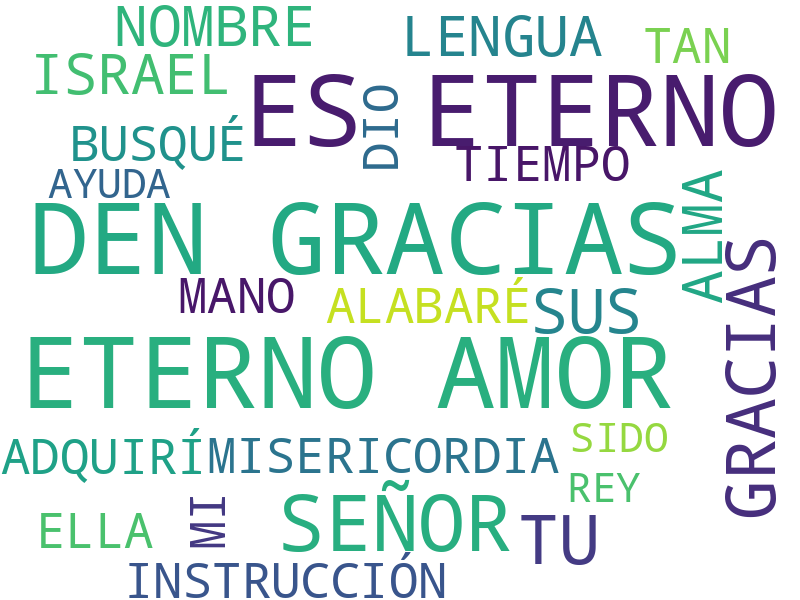 NOMBRE
LENGUA
TAN
ISRAEL
ES ETERNO
DIO
BUSQUÉ
TIEMPO
AYUDA
ALMA
DEN GRACIAS
GRACIAS
MANO
ALABARÉ
SUS
ETERNO AMOR
SIDO
ADQUIRÍ
MISERICORDIA
REY
SEÑOR
MI
ELLA
TU
INSTRUCCIÓN